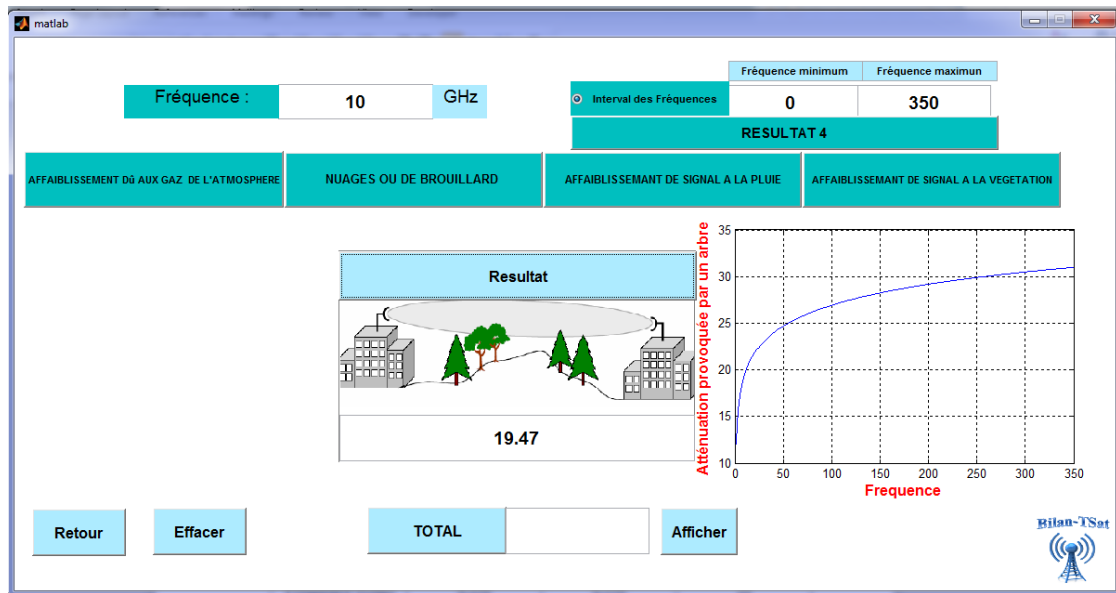 matlab
Fréquence minimum
Fréquence maximun
Fréquence :
10
GHz
Interval des Fréquences
0
350
RESULTAT 4
AFFAIBLISSEMENT Dû AUX GAZ DE L'ATMOSPHERE
NUAGES OU DE BROUILLARD
AFFAIBLISSEMANT DE SIGNAL A LA PLUIE
AFFAIBLISSEMANT DE SIGNAL A LA VEGETATION
Resultat
19.47
Atténuation provoquée par un arbre
35
30
25
20
15
10
0 50 100 150 200 250 300 350
Frequence
Retour
Effacer
TOTAL
Afficher
Bilan-TSat